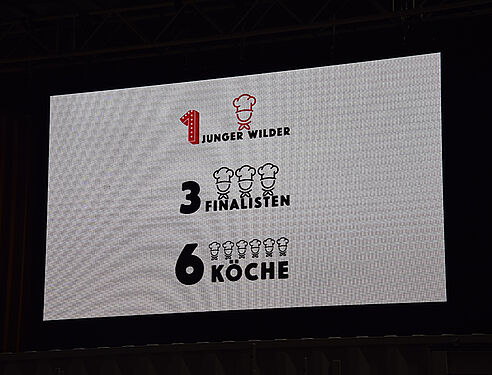 1 JUNGER WILDER
3 FINALISTEN
6 KÖCHE